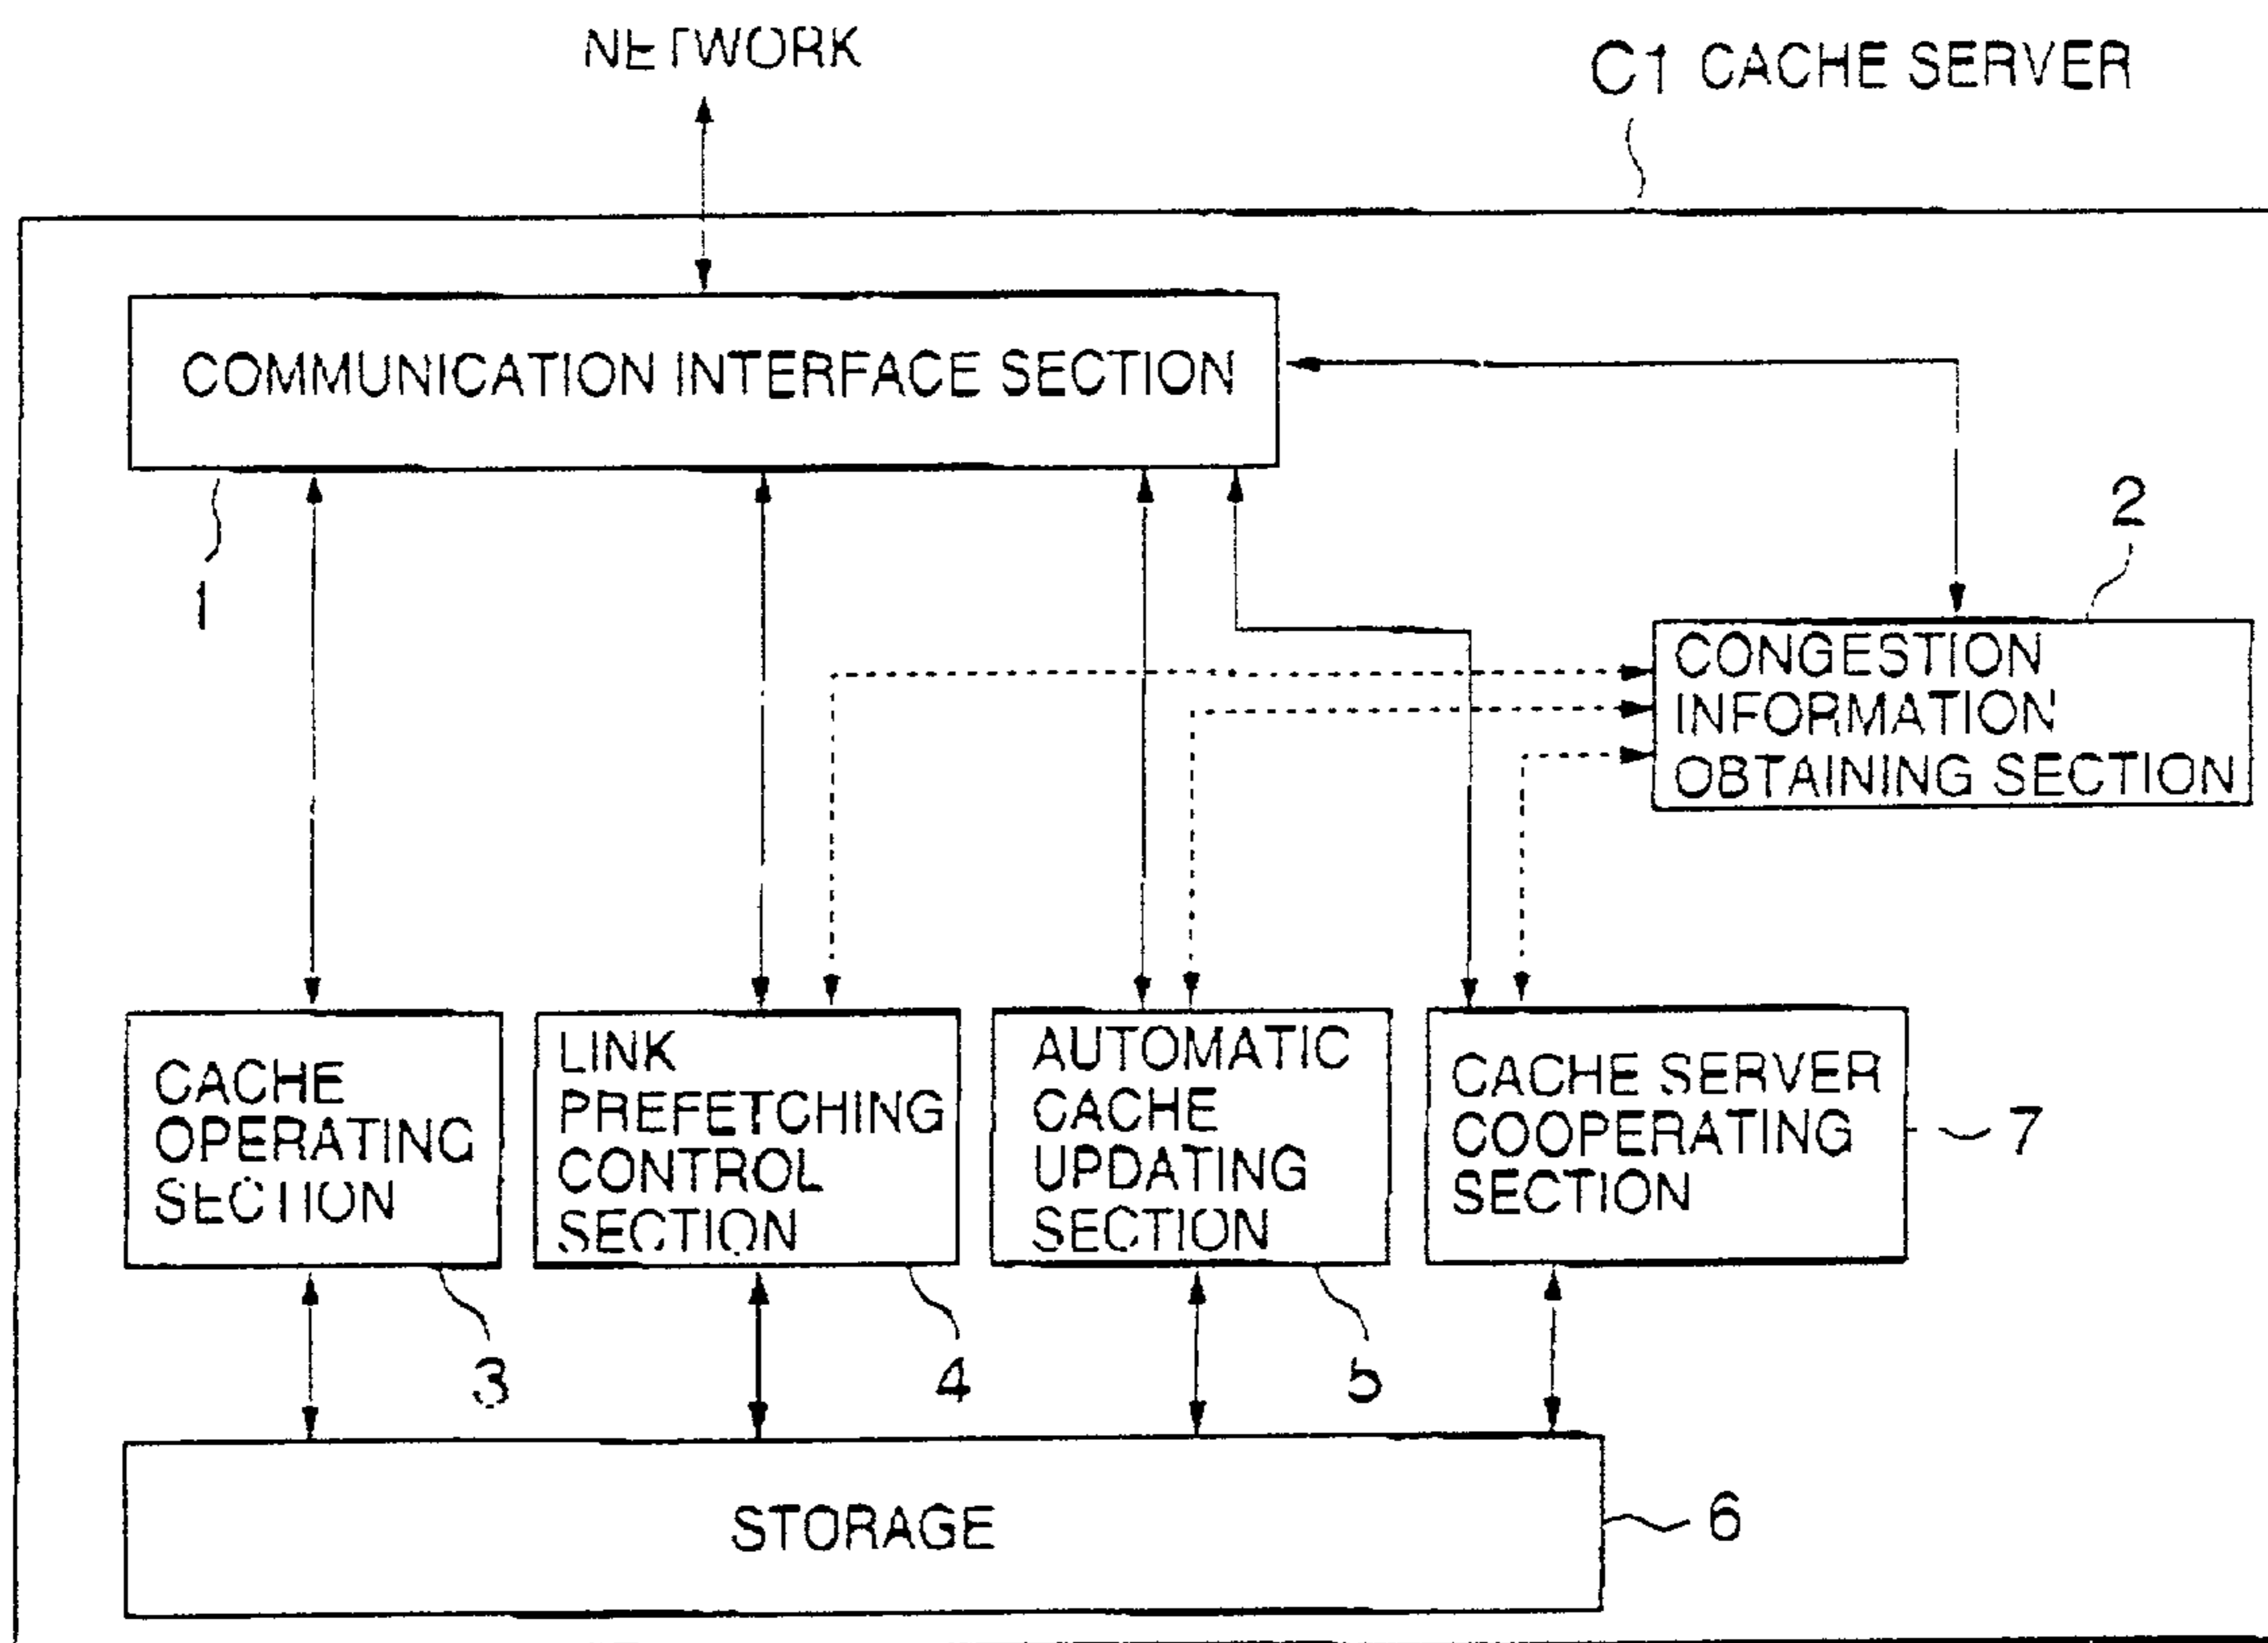 NETWORK
C1 CACHE SERVER
COMMUNICATION INTERFACE SECTION
1
2
CONGESTION
INFORMATION
OBTAINING SECTION
CACHE
OPERATING
SECTION
LINK
PREFETCHING
CONTROL
SECTION
AUTOMATIC
CACHE
UPDATING
SECTION
CACHE SERVER
COOPERATING
SECTION
7
3
4
5
STORAGE
6